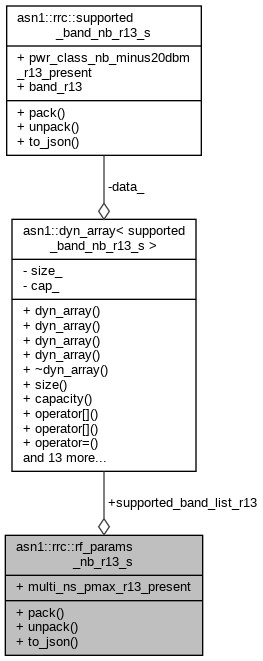 asn1::rrc::supported
_band_nb_r13_s
+ pwr_class_nb_minus20dbm
_r13_present
+ band_r13
+ pack()
+ unpack()
+ to_json()
-data_
asn1::dyn_array< supported
_band_nb_r13_s >
- size_
- cap_
+ dyn_array()
+ dyn_array()
+ dyn_array()
+ dyn_array()
+ ~dyn_array()
+ size()
+ capacity()
+ operator[]()
+ operator[]()
+ operator=()
and 13 more...
+supported_band_list_r13
asn1::rrc::rf_params
_nb_r13_s
+ multi_ns_pmax_r13_present
+ pack()
+ unpack()
+ to_json()